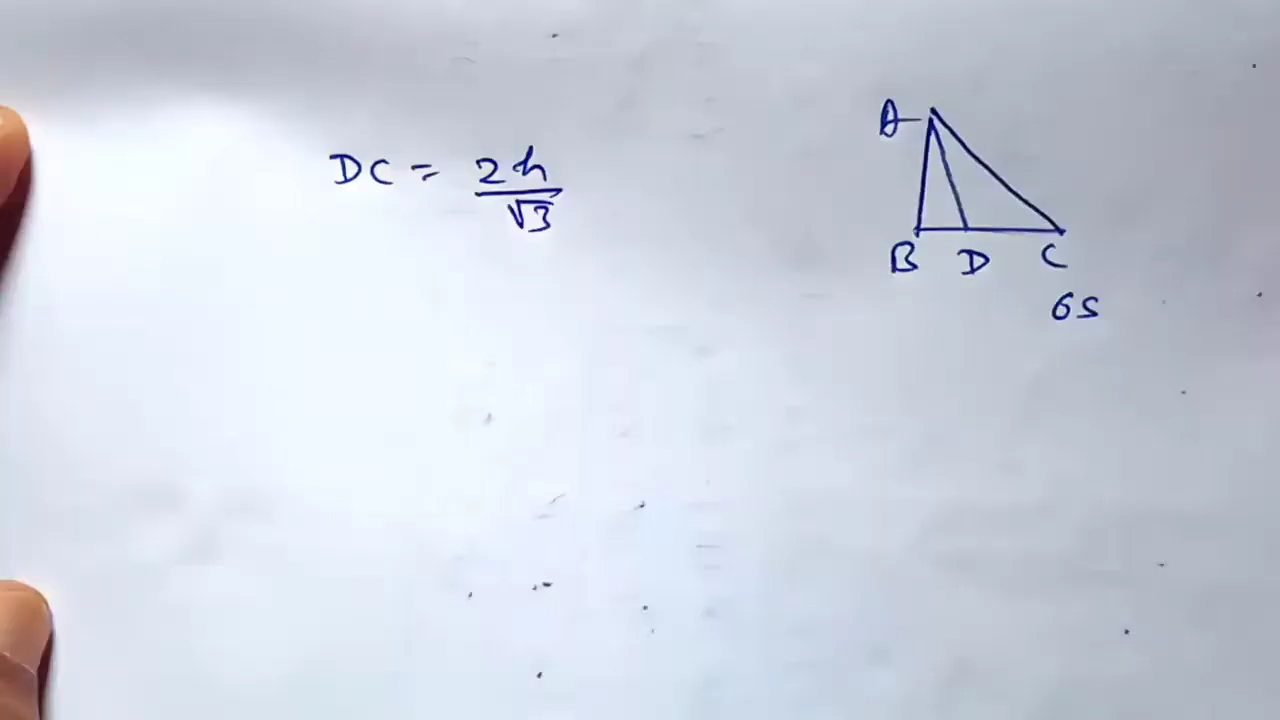 DC = 2h/√3
A
B D C
6s